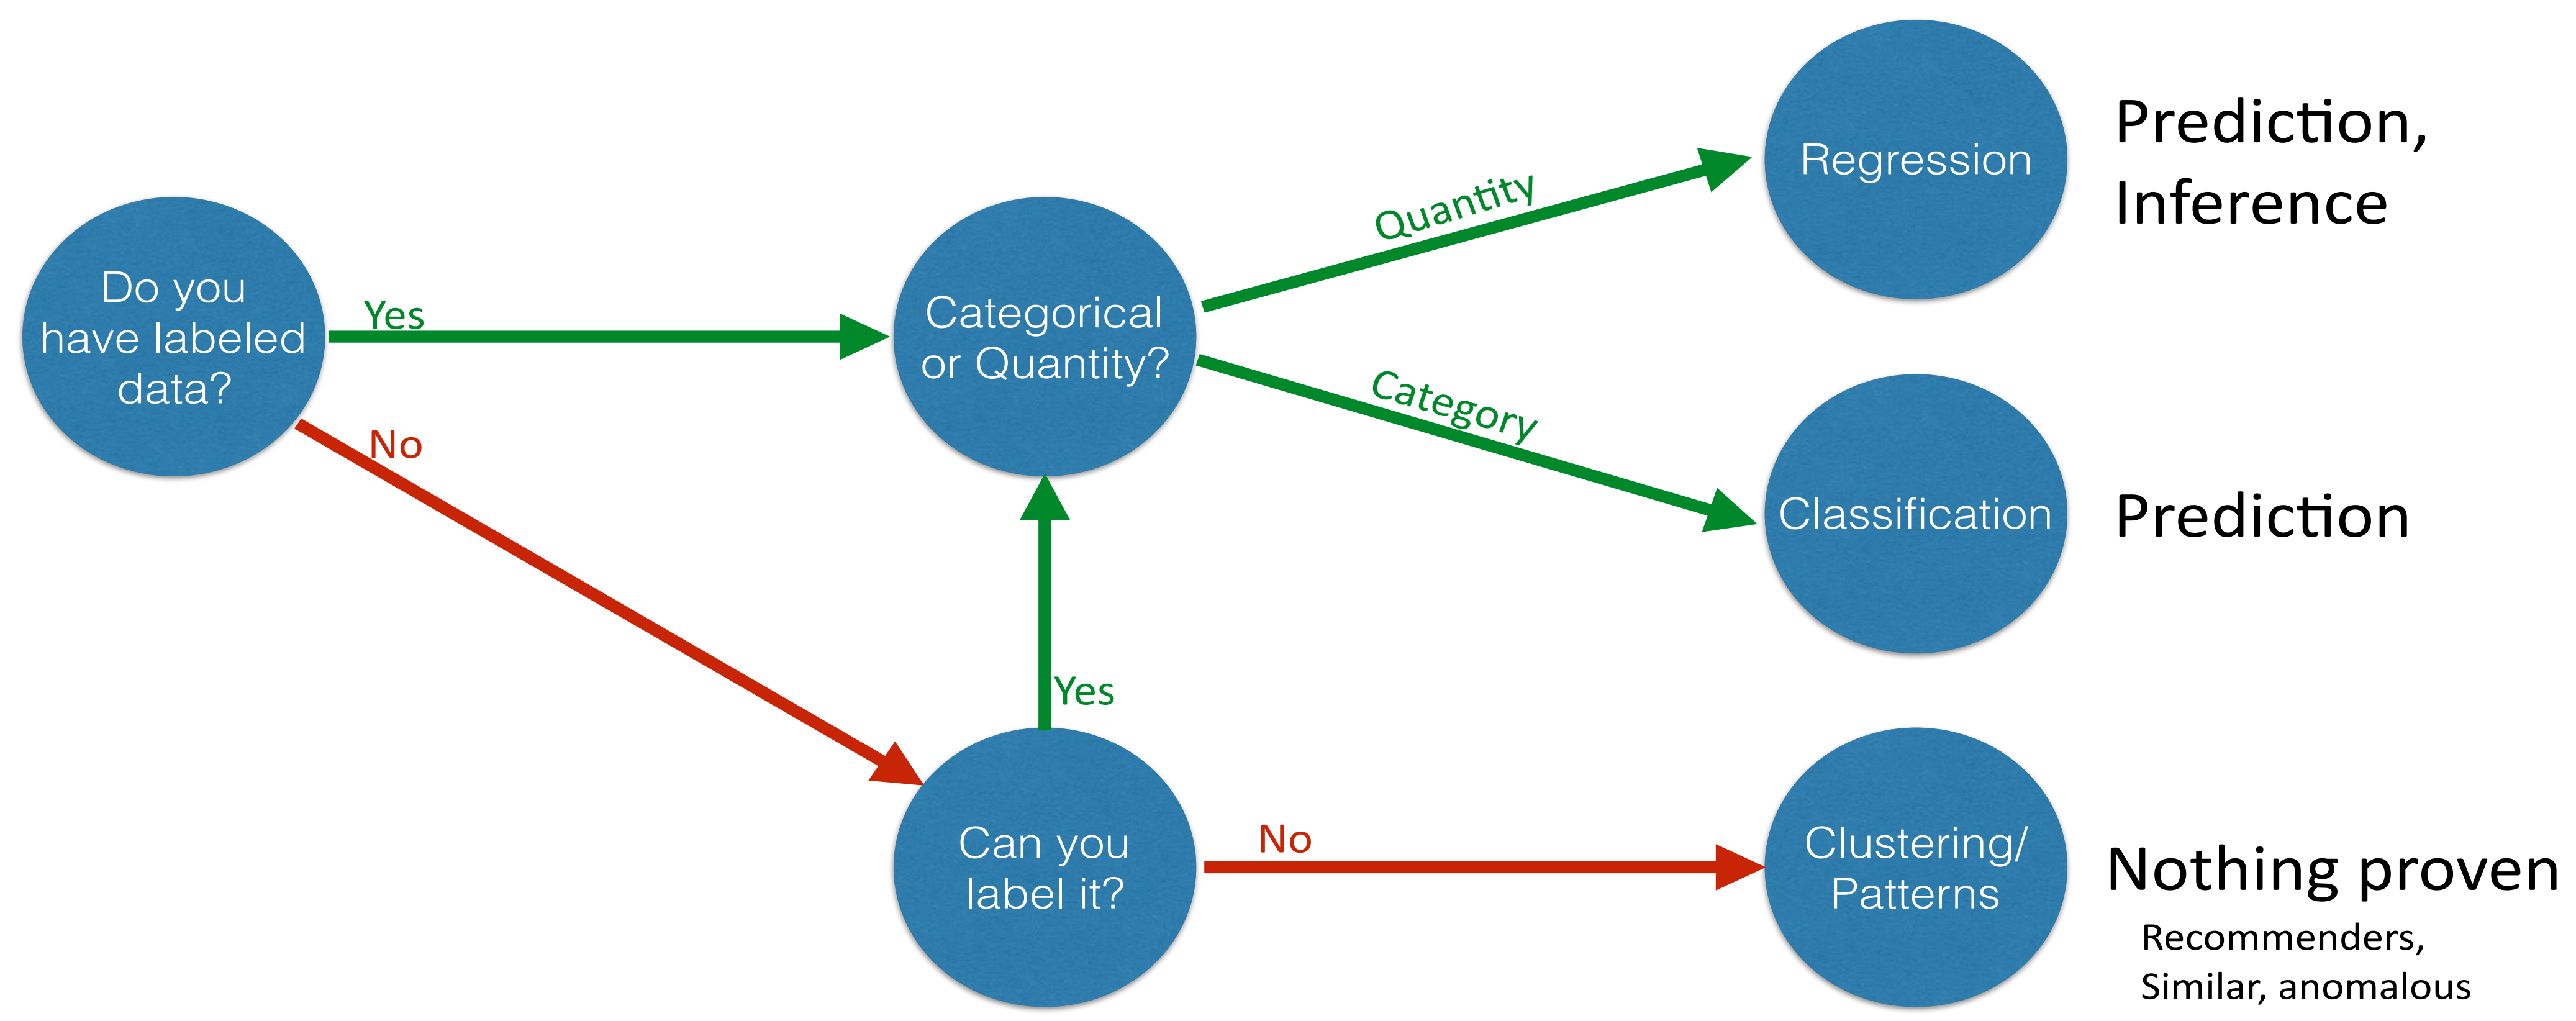 Do you
have labeled
data?
Yes
No
Categorical
or Quantity?
Quantity
Category
Yes
Can you
label it?
No
Regression
Prediction,
Inference
Classification
Prediction
Clustering/
Patterns
Nothing proven
Recommenders,
Similar, anomalous